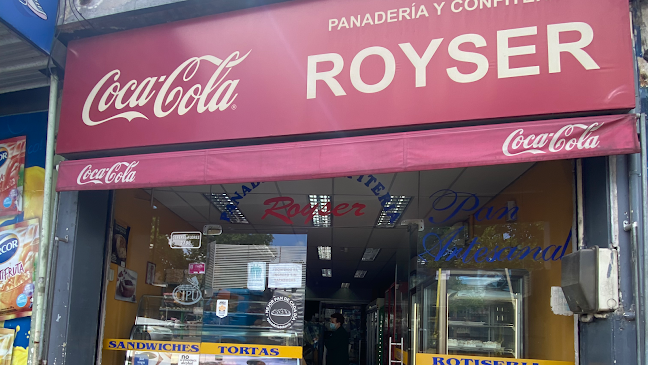 PANADERÍA Y CONFITE
Coca-Cola
ROYSER
Coca-Cola
Coca-Cola
Royser
Pan
Artesanal
SANDWICHES
TORTAS
ROTISERIA